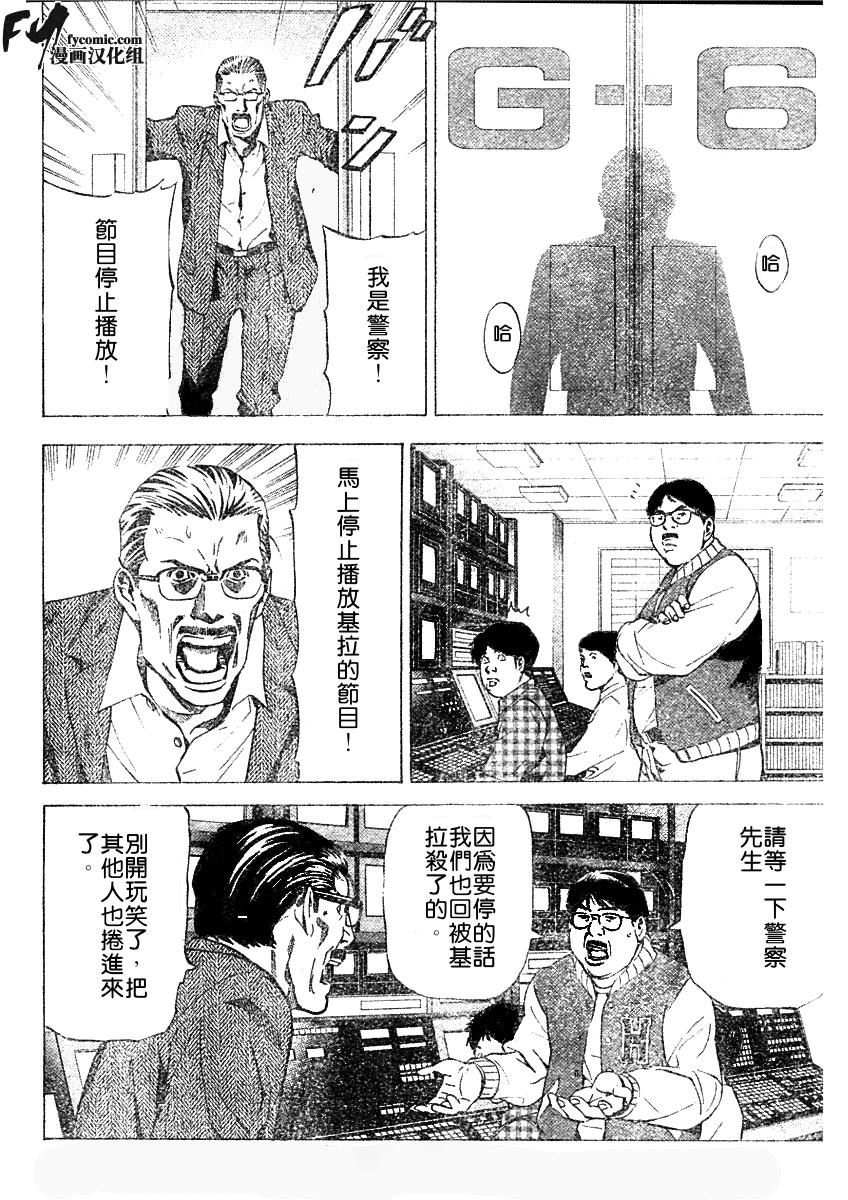 FY
fycomic.com
漫画汉化组
G-6
哈
哈
バン
我是警察！
節目停止播放！
馬上停止播放基拉的節目！
請等一下警察
先生
因爲要停的話
我們也回被基
拉殺了的。
別開玩笑了，把
其他人也捲進來
了。
H